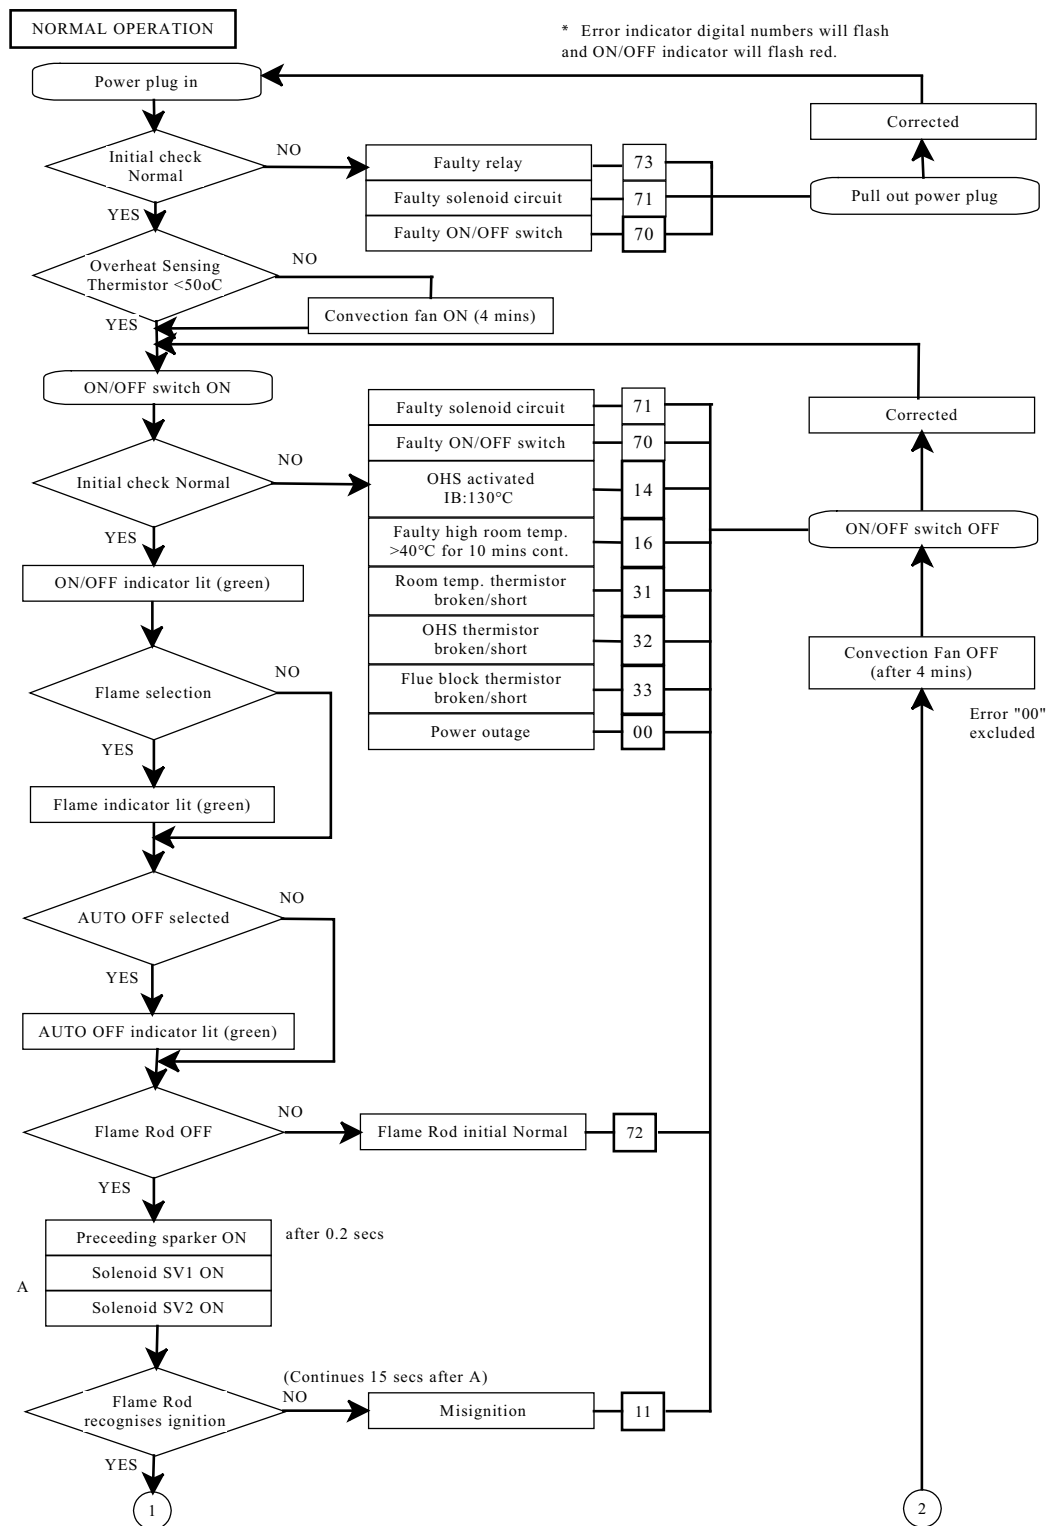 NORMAL OPERATION
* Error indicator digital numbers will flash
and ON/OFF indicator will flash red.
Power plug in
Corrected
Initial check
Normal
NO
Faulty relay
73
Faulty solenoid circuit
71
Faulty ON/OFF switch
70
Pull out power plug
YES
Overheat Sensing
Thermistor <50oC
NO
Convection fan ON (4 mins)
YES
ON/OFF switch ON
Faulty solenoid circuit
71
Corrected
Initial check Normal
NO
Faulty ON/OFF switch
70
OHS activated
IB:130°C
14
YES
Faulty high room temp.
>40°C for 10 mins cont.
16
ON/OFF switch OFF
ON/OFF indicator lit (green)
Room temp. thermistor
broken/short
31
OHS thermistor
broken/short
32
Convection Fan OFF
(after 4 mins)
Flame selection
NO
Flue block thermistor
broken/short
33
Error "00"
excluded
Power outage
00
YES
Flame indicator lit (green)
AUTO OFF selected
NO
YES
AUTO OFF indicator lit (green)
Flame Rod OFF
NO
Flame Rod initial Normal
72
YES
Preceeding sparker ON
after 0.2 secs
A
Solenoid SV1 ON
Solenoid SV2 ON
(Continues 15 secs after A)
Flame Rod
recognises ignition
NO
Misignition
11
YES
1
2